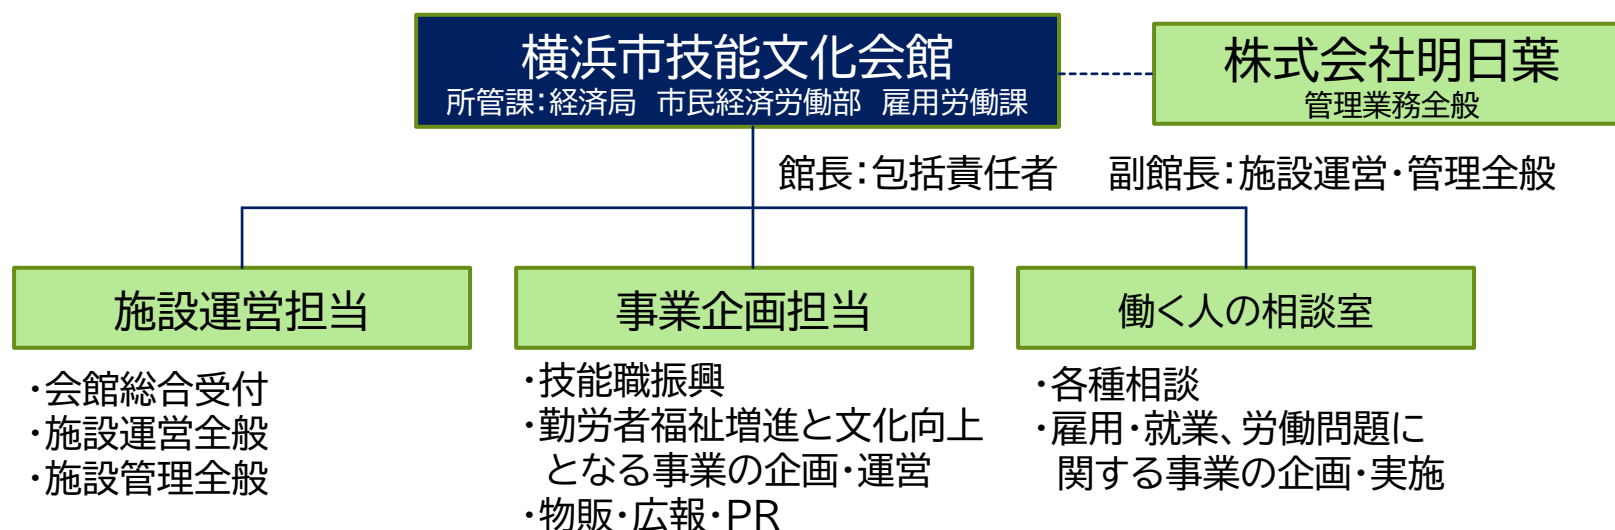 横浜市技能文化会館
所管課：経済局　市民経済労働部　雇用労働課
株式会社明日葉
管理業務全般
館長：包括責任者　副館長：施設運営・管理全般
施設運営担当
・会館総合受付
・施設運営全般
・施設管理全般
事業企画担当
・技能職振興
・勤労者福祉増進と文化向上
となる事業の企画・運営
・物販・広報・PR
働く人の相談室
・各種相談
・雇用・就業、労働問題に
関する事業の企画・実施